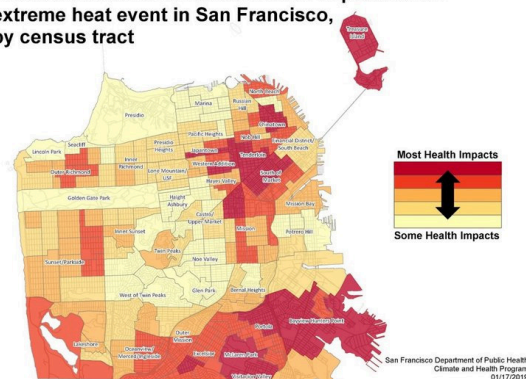 extreme heat event in San Francisco,
by census tract
Treasure
Island
North Beach
Marina
Russian
Hill
Presidio
Chinatown
Nob Hill
Pacific Heights
Financial District/
South Beach
Seacliff
Lincoln Park
Presidio
Heights
Japantown
Tenderloin
Western Addition
Inner
Richmond
Outer Richmond
Lone Mountain/
USF
Hayes Valley
South of
Market
Golden Gate Park
Haight
Ashbury
Mission Bay
Castro/
Upper Market
Inner Sunset
Mission
Potrero Hill
Twin Peaks
Noe Valley
Sunset/Parkside
Glen Park
Bernal Heights
West of Twin Peaks
Bayview Hunters Point
Portola
Outer
Mission
Lakeshore
Oceanview/
Merced/Ingleside
Excelsior
McLaren Park
Visitacion Valley
Most Health Impacts
Some Health Impacts
San Francisco Department of Public Health
Climate and Health Program
01/17/2019